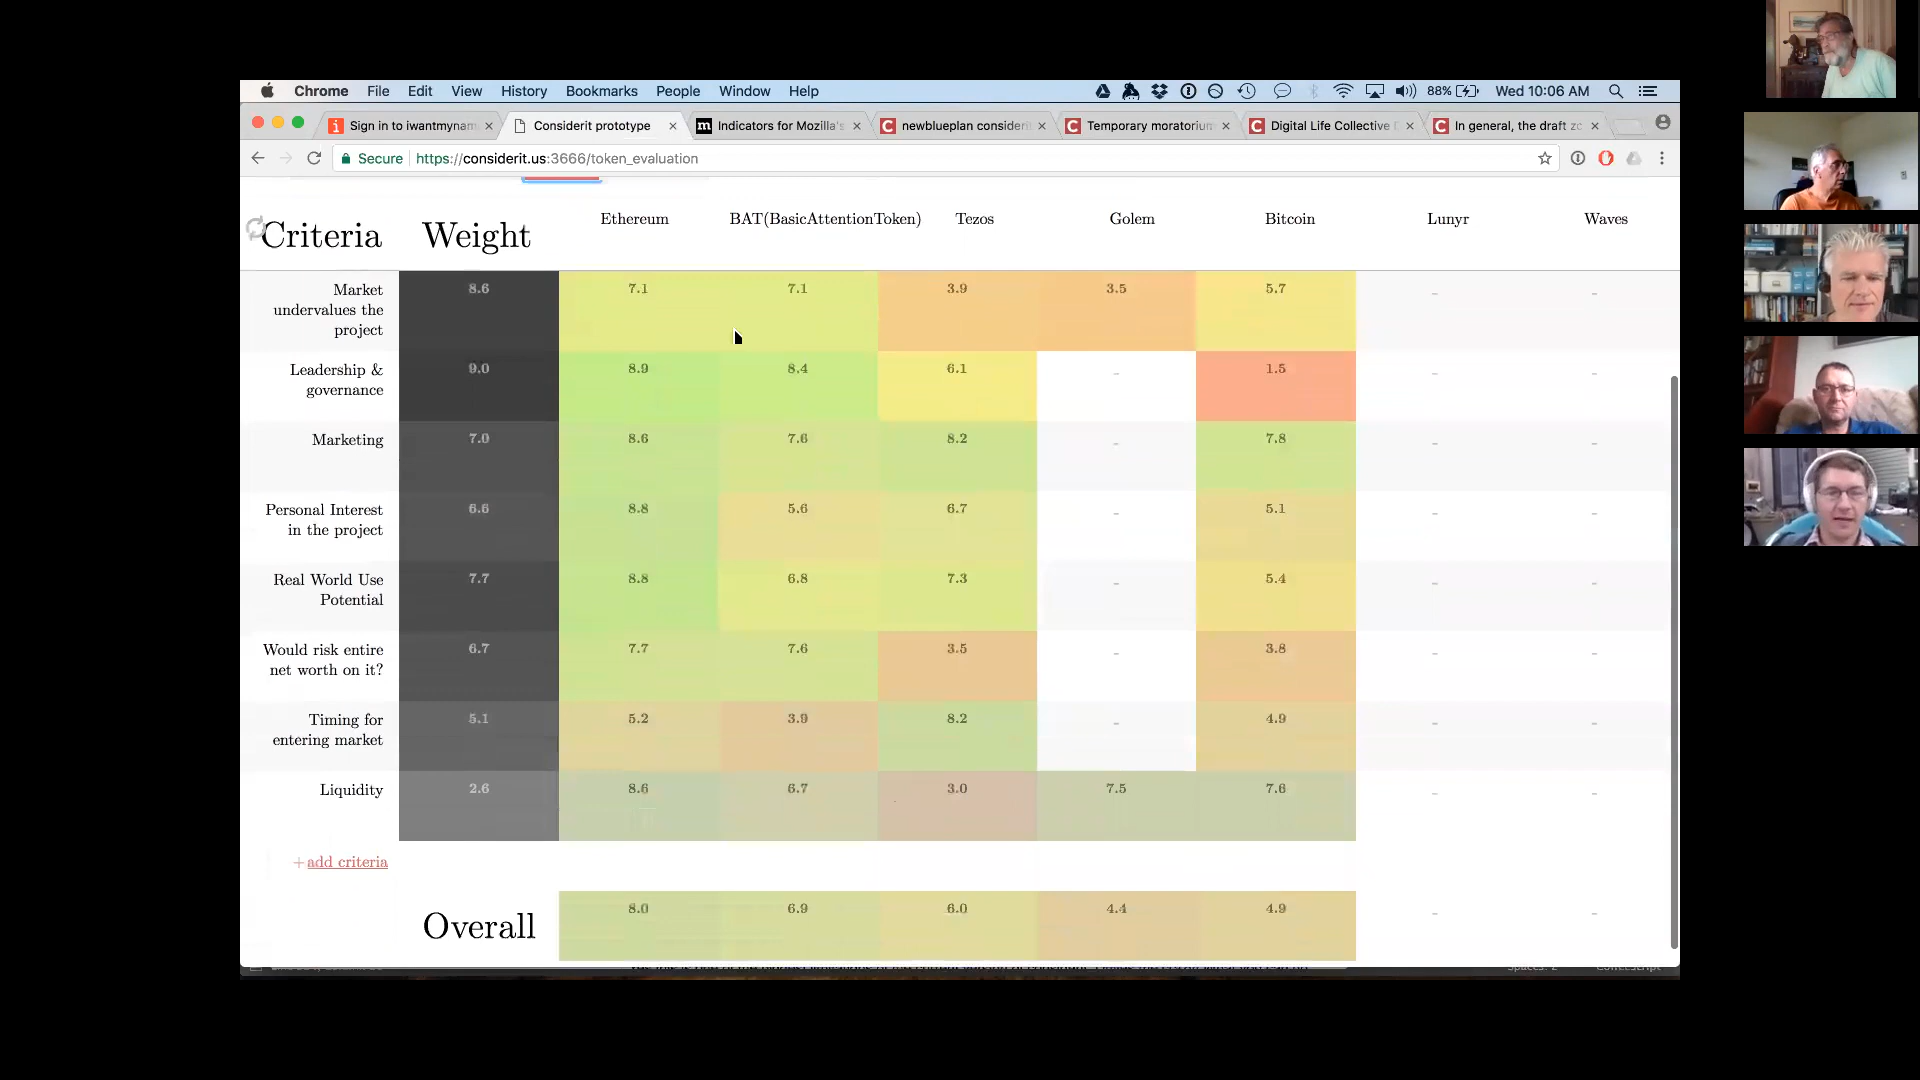 Chrome File Edit View History Bookmarks People Window Help 88% Wed 10:06 AM
Sign in to iwantmynam
Considerit prototype
Indicators for Mozilla's
newblueplan considerit
Temporary moratorium
Digital Life Collective
In general, the draft zo
Secure https://considerit.us:3666/token_evaluation
Criteria Weight Ethereum BAT(BasicAttentionToken) Tezos Golem Bitcoin Lunyr Waves
Market undervalues the project 8.6 7.1 7.1 3.9 3.5 5.7 - -
Leadership & governance 9.0 8.9 8.4 6.1 - 1.5 - -
Marketing 7.0 8.6 7.6 8.2 - 7.8 - -
Personal Interest in the project 6.6 8.8 5.6 6.7 - 5.1 - -
Real World Use Potential 7.7 8.8 6.8 7.3 - 5.4 - -
Would risk entire net worth on it? 6.7 7.7 7.6 3.5 - 3.8 - -
Timing for entering market 5.1 5.2 3.9 8.2 - 4.9 - -
Liquidity 2.6 8.6 6.7 3.0 7.5 7.6 - -
+ add criteria
Overall 8.0 6.9 6.0 4.4 4.9 - -